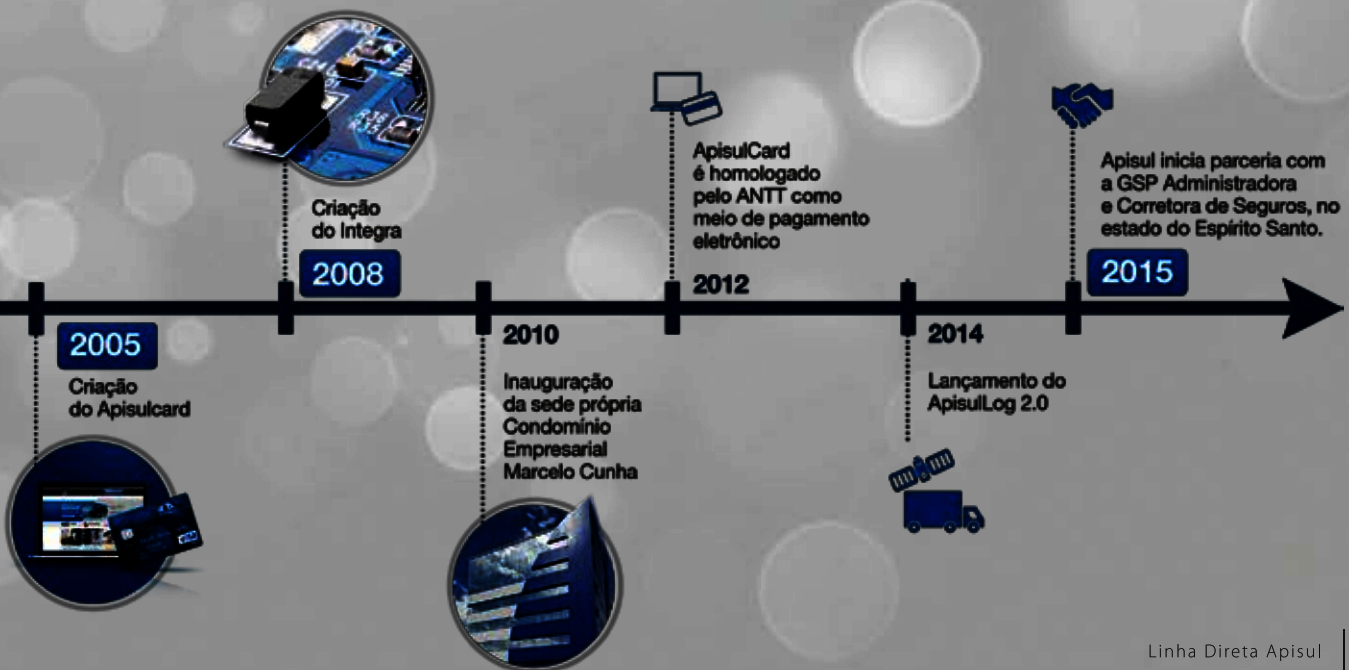 2005
Criação
do Apisulcard
Criação
do Integra
2008
2010
Inauguração
da sede própria
Condomínio
Empresarial
Marcelo Cunha
ApisulCard
é homologado
pelo ANTT como
meio de pagamento
eletrônico
2012
2014
Lançamento do
ApisulLog 2.0
Apisul inicia parceria com
a GSP Administradora
e Corretora de Seguros, no
estado do Espírito Santo.
2015
Linha Direta Apisul